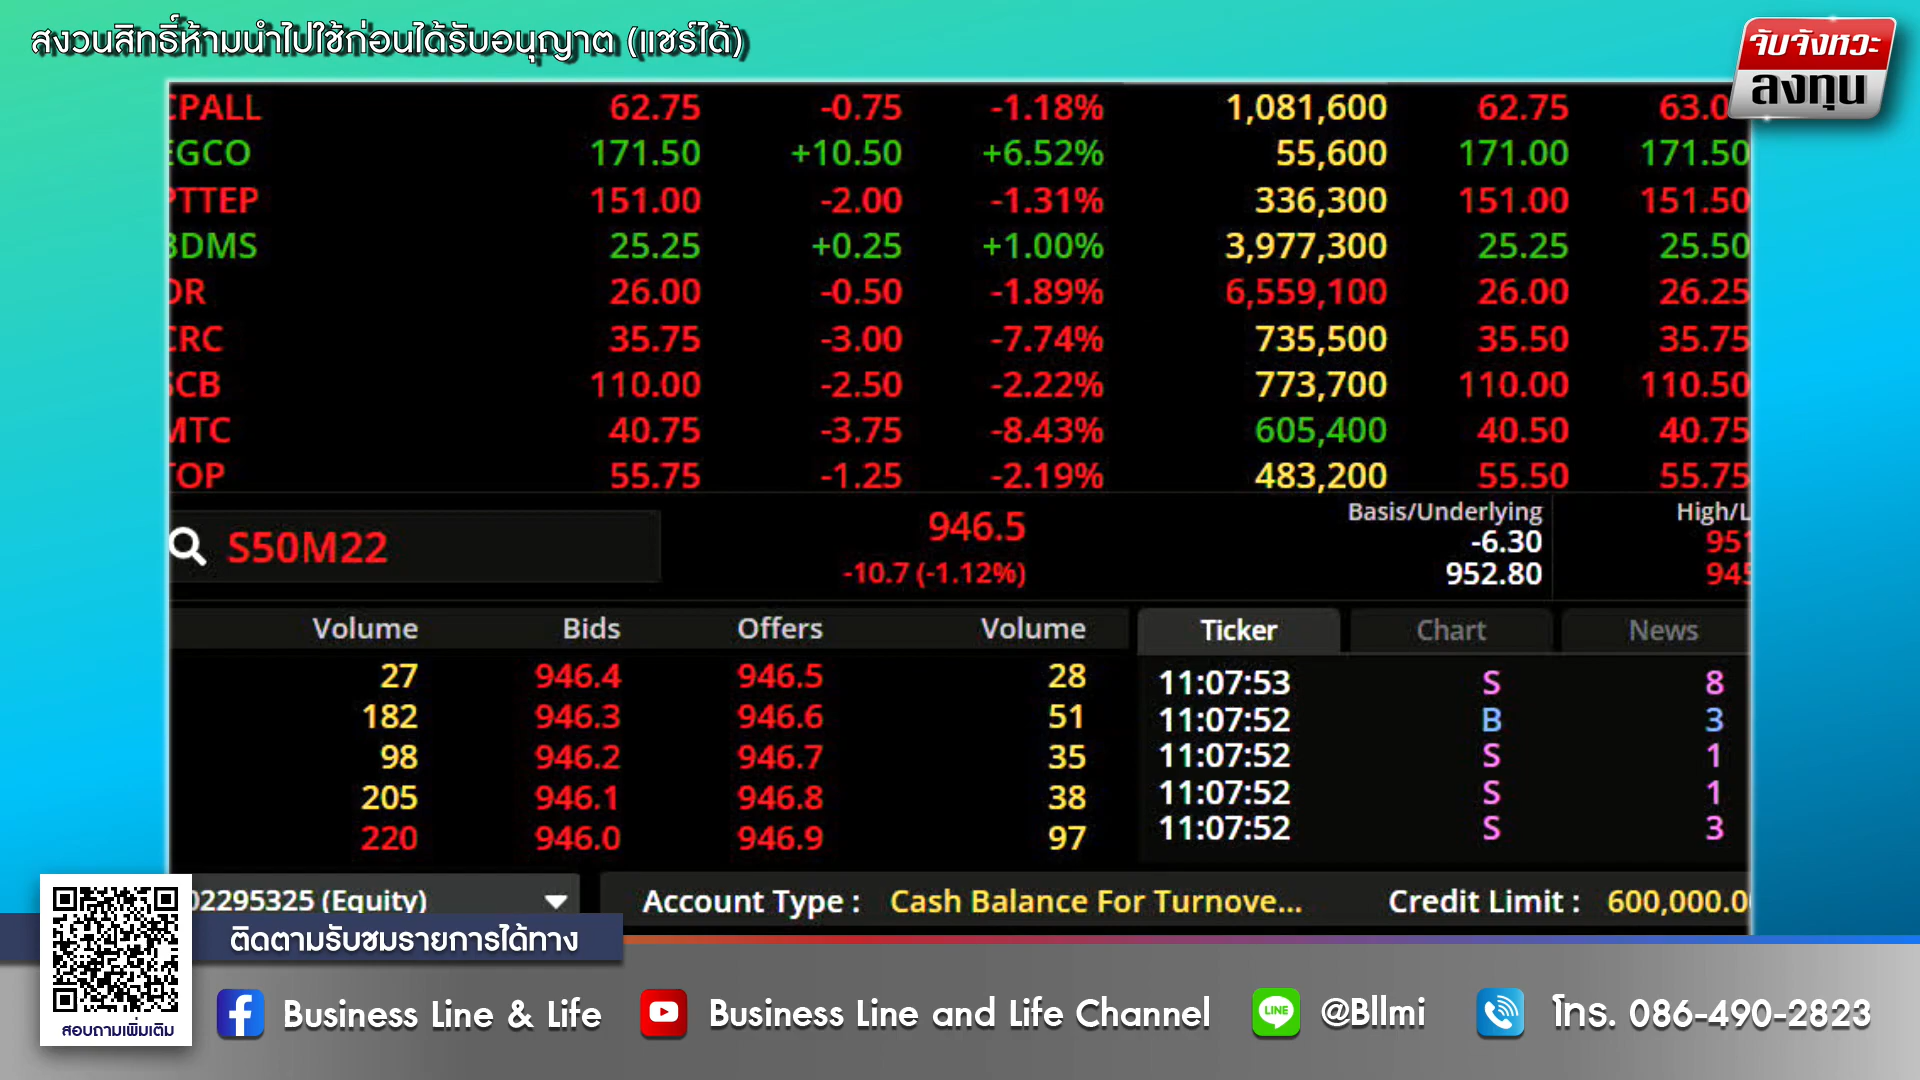 สงวนสิทธิ์ห้ามนำไปใช้ก่อนได้รับอนุญาต (แชร์ได้)
จับจังหวะ
ลงทุน
CPALL 62.75 -0.75 -1.18% 1,081,600 62.75 63.0
EGCO 171.50 +10.50 +6.52% 55,600 171.00 171.50
PTTEP 151.00 -2.00 -1.31% 336,300 151.00 151.50
BDMS 25.25 +0.25 +1.00% 3,977,300 25.25 25.50
OR 26.00 -0.50 -1.89% 6,559,100 26.00 26.25
CRC 35.75 -3.00 -7.74% 735,500 35.50 35.75
SCB 110.00 -2.50 -2.22% 773,700 110.00 110.50
MTC 40.75 -3.75 -8.43% 605,400 40.50 40.75
TOP 55.75 -1.25 -2.19% 483,200 55.50 55.75
S50M22 946.5 Basis/Underlying High/L
-6.30 951
-10.7 (-1.12%) 952.80 945
Volume Bids Offers Volume Ticker Chart News
27 946.4 946.5 28 11:07:53 S 8
182 946.3 946.6 51 11:07:52 B 3
98 946.2 946.7 35 11:07:52 S 1
205 946.1 946.8 38 11:07:52 S 1
220 946.0 946.9 97 11:07:52 S 3
02295325 (Equity) Account Type : Cash Balance For Turnove... Credit Limit : 600,000.0
ติดตามรับชมรายการได้ทาง
Business Line & Life Business Line and Life Channel LINE @Bllmi โทร. 086-490-2823
สอบถามเพิ่มเติม